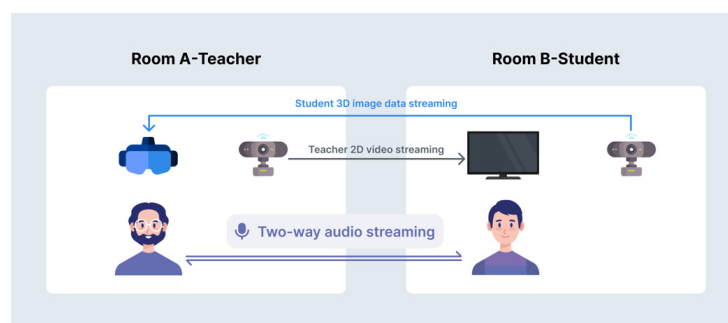 Room A-Teacher
Room B-Student
Student 3D image data streaming
Teacher 2D video streaming
Two-way audio streaming